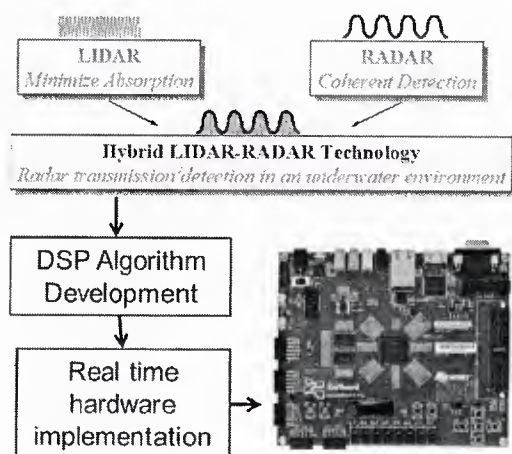 LIDAR
Minimize Absorption
RADAR
Coherent Detection
Hybrid LIDAR-RADAR Technology
Radar transmission/detection in an underwater environment
DSP Algorithm
Development
Real time
hardware
implementation